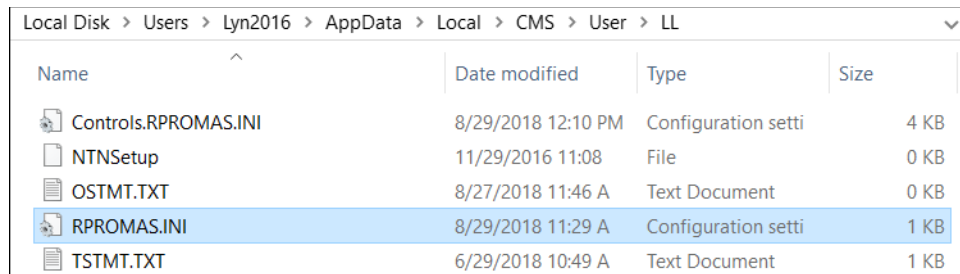 Local Disk > Users > Lyn2016 > AppData > Local > CMS > User > LL
Name Date modified Type Size
Controls.RPROMAS.INI 8/29/2018 12:10 PM Configuration setti 4 KB
NTNSetup 11/29/2016 11:08 File 0 KB
OSTMT.TXT 8/27/2018 11:46 A Text Document 0 KB
RPROMAS.INI 8/29/2018 11:29 A Configuration setti 1 KB
TSTMT.TXT 6/29/2018 10:49 A Text Document 1 KB